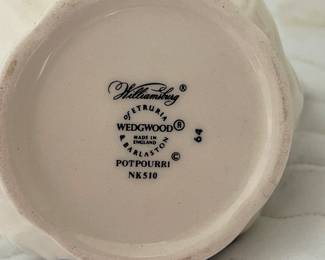 Williamsburg®
OF ETRURIA
WEDGWOOD®
MADE IN
ENGLAND
& BARLASTON
©
POTPOURRI
NK510
64